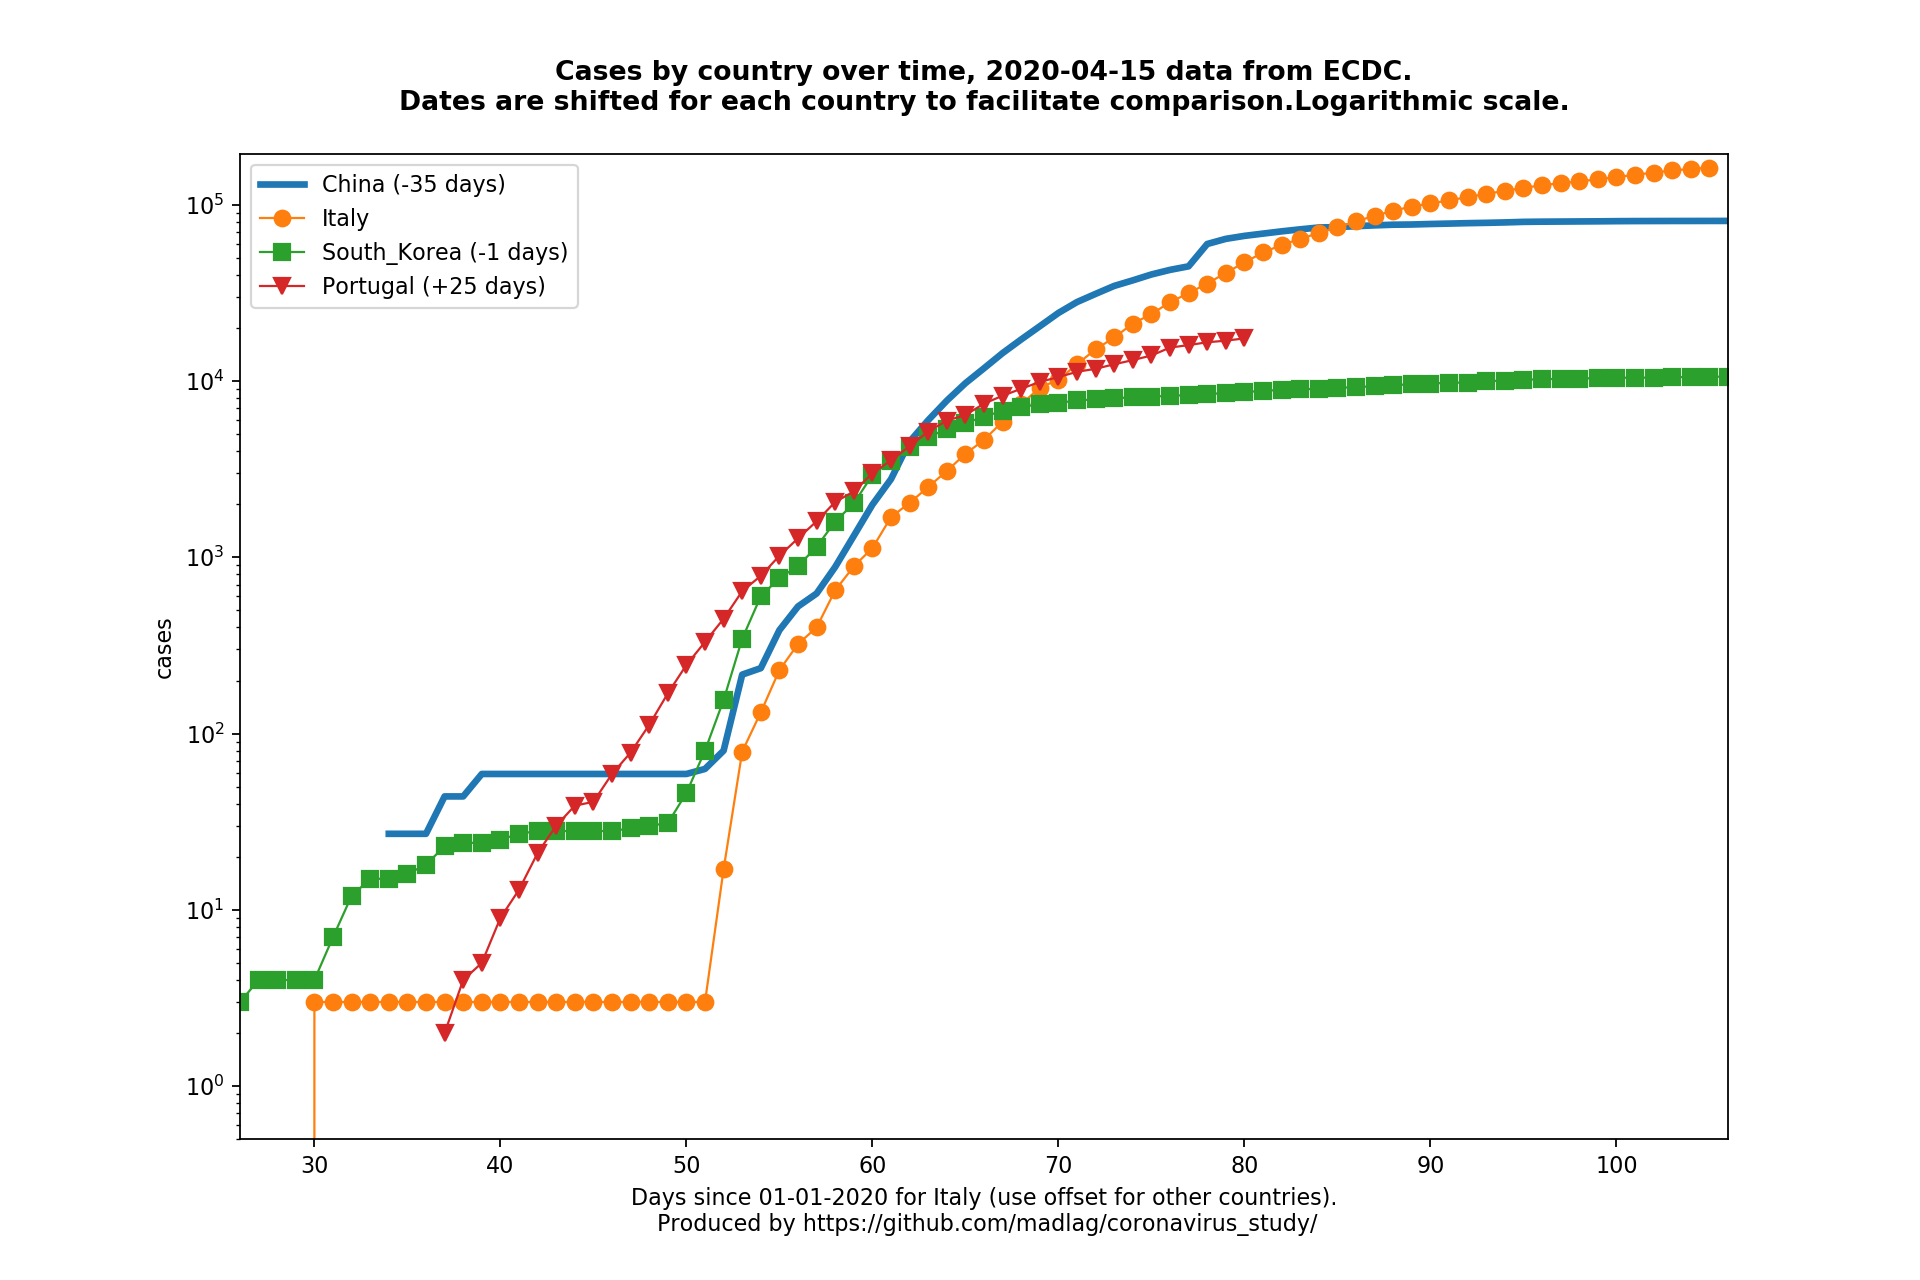 Cases by country over time, 2020-04-15 data from ECDC.
Dates are shifted for each country to facilitate comparison.Logarithmic scale.
China (-35 days)
Italy
South_Korea (-1 days)
Portugal (+25 days)
10^5
10^4
10^3
10^2
10^1
10^0
cases
30 40 50 60 70 80 90 100
Days since 01-01-2020 for Italy (use offset for other countries).
Produced by https://github.com/madlag/coronavirus_study/